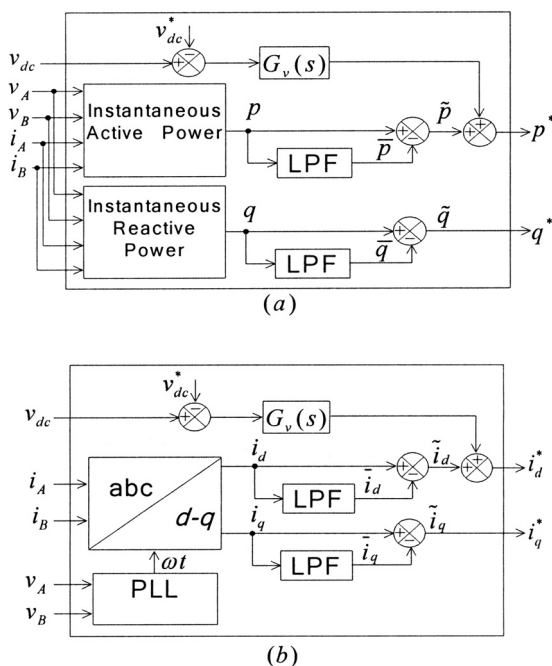 v*dc
vdc
−
+
Gv(s)
vA
vB
iA
iB
Instantaneous
Active Power
p
LPF
p̄
+
−
p̃
+
+
p*
Instantaneous
Reactive
Power
q
LPF
q̄
+
−
q̃
q*
(a)
v*dc
vdc
−
+
Gv(s)
iA
iB
abc
d-q
id
LPF
īd
+
−
ĩd
+
+
i*d
iq
LPF
īq
+
−
ĩq
i*q
ωt
vA
vB
PLL
(b)